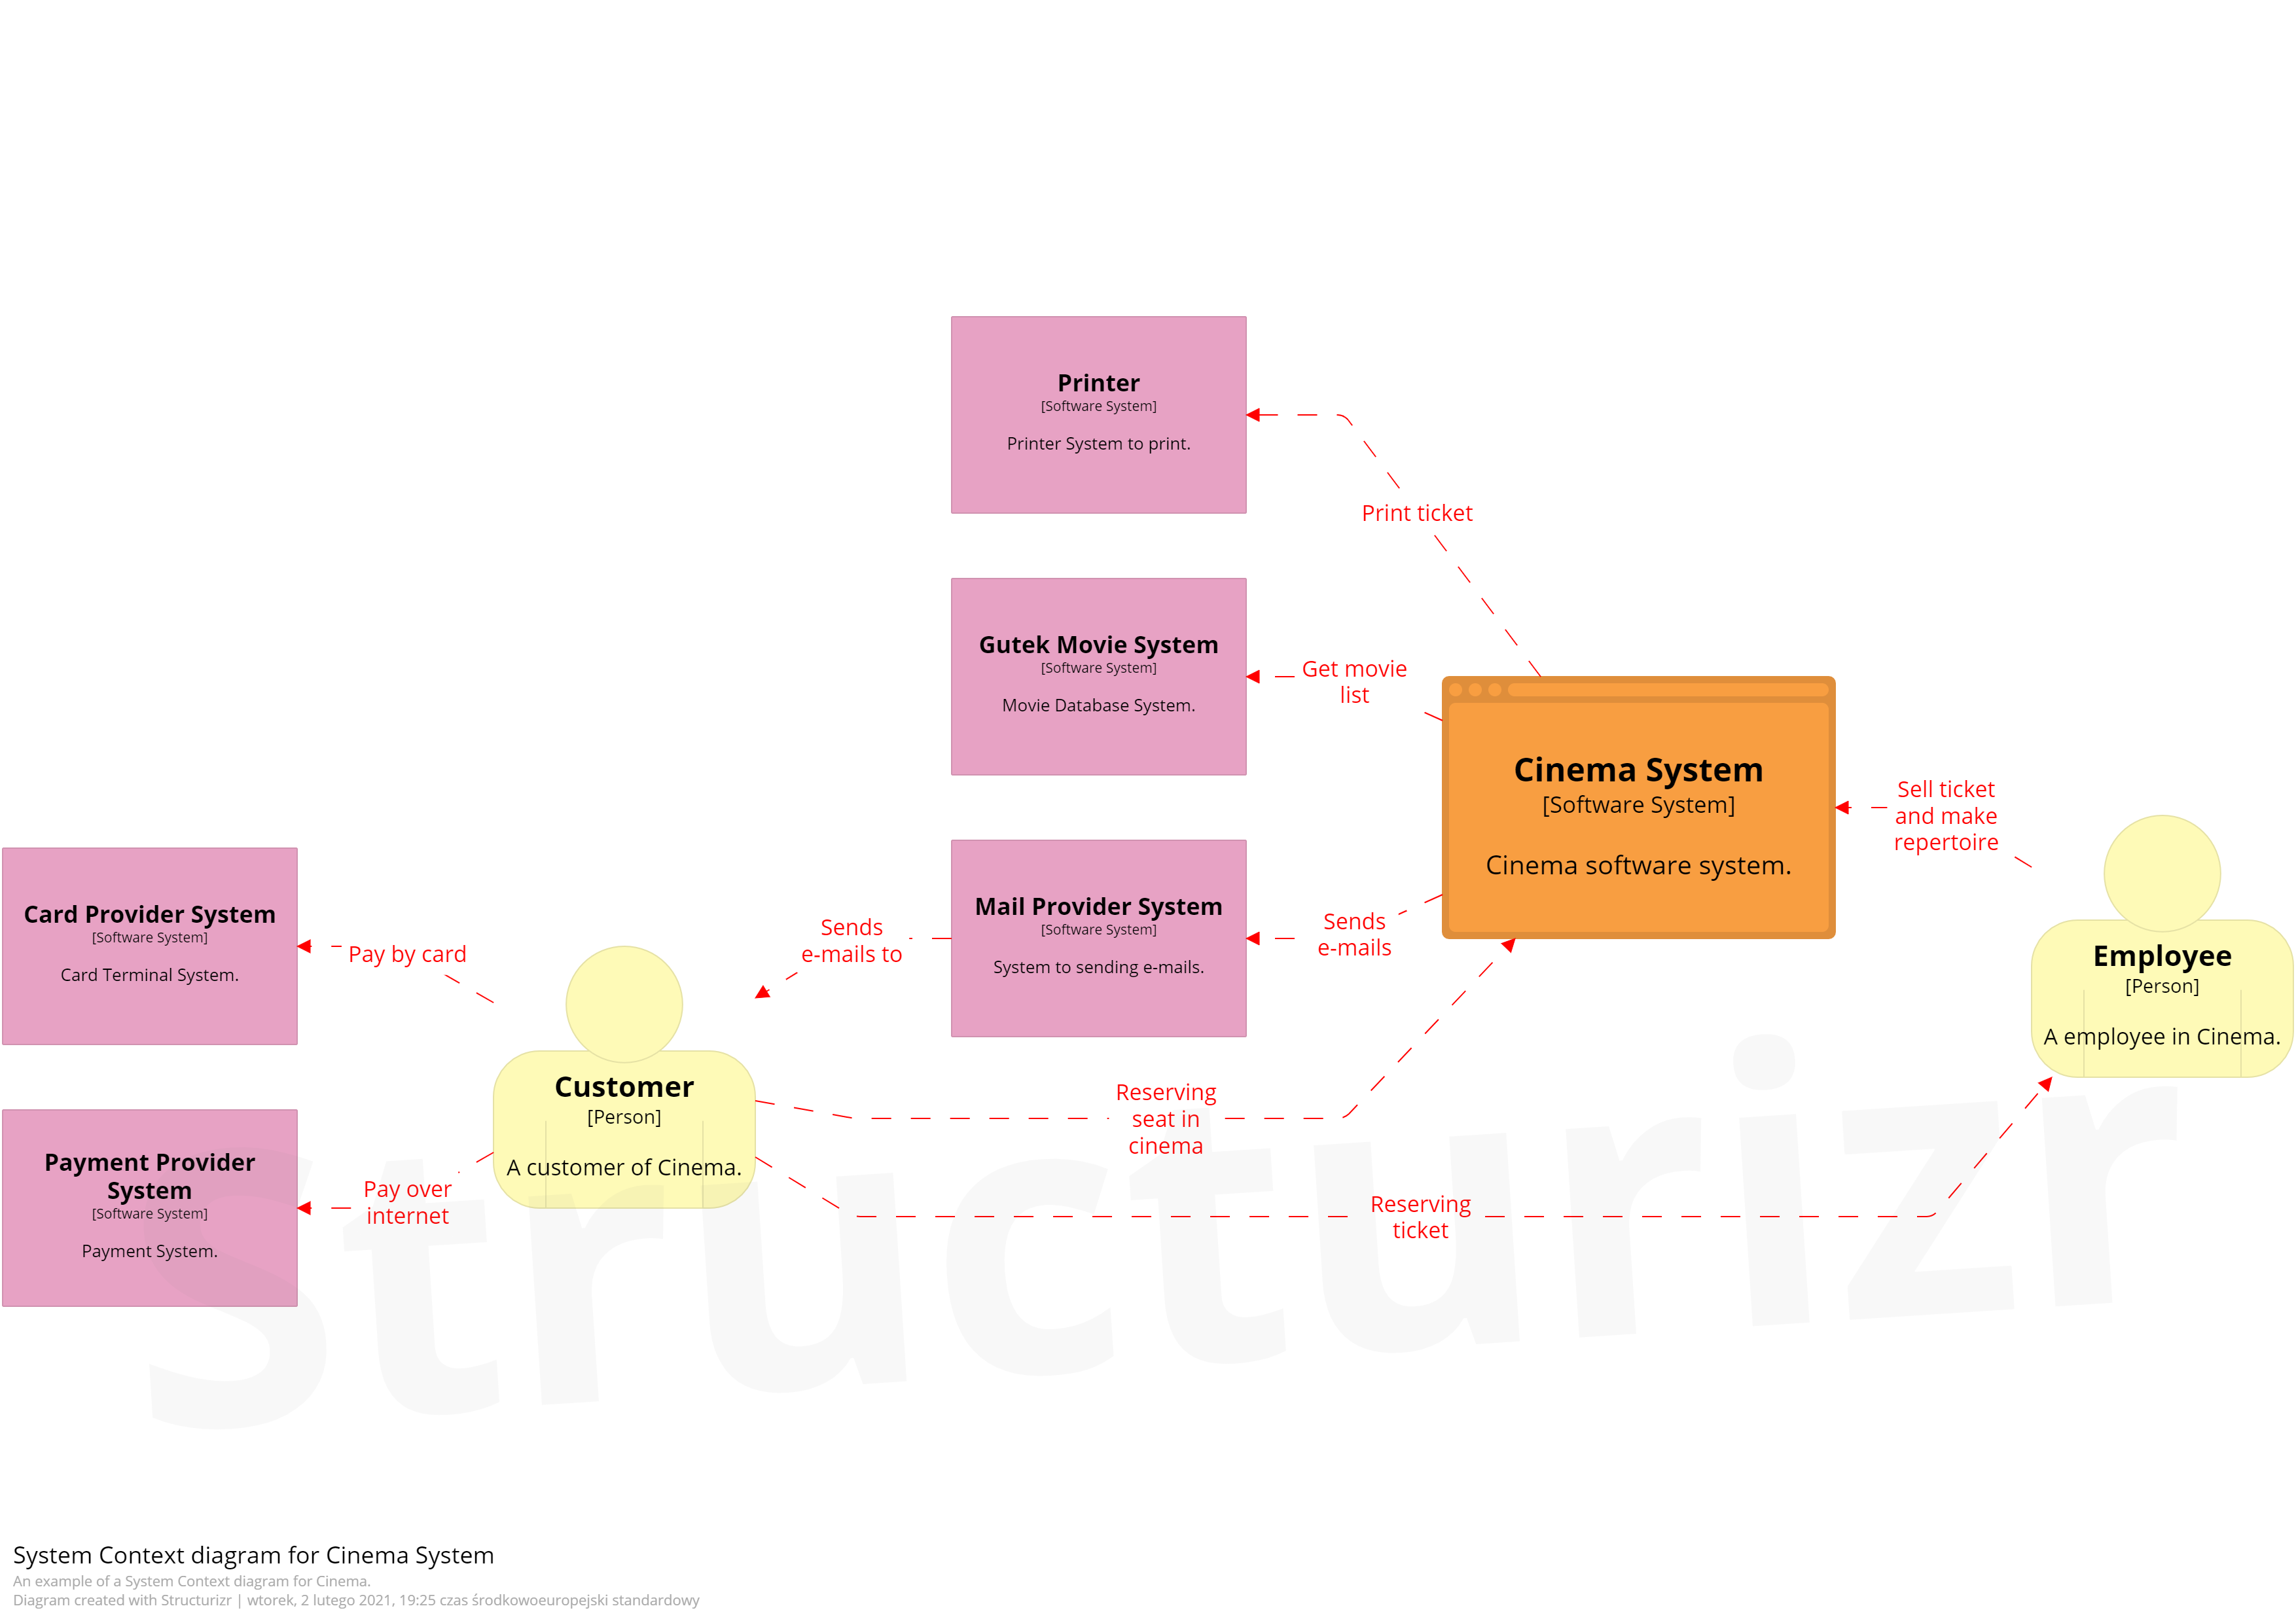 Printer
[Software System]
Printer System to print.
Print ticket
Gutek Movie System
[Software System]
Movie Database System.
Get movie
list
Cinema System
[Software System]
Cinema software system.
Sell ticket
and make
repertoire
Employee
[Person]
A employee in Cinema.
Card Provider System
[Software System]
Card Terminal System.
Pay by card
Sends
e-mails to
Mail Provider System
[Software System]
System to sending e-mails.
Sends
e-mails
Customer
[Person]
A customer of Cinema.
Reserving
seat in
cinema
Payment Provider
System
[Software System]
Payment System.
Pay over
internet
Reserving
ticket
Structurizr
System Context diagram for Cinema System
An example of a System Context diagram for Cinema.
Diagram created with Structurizr | wtorek, 2 lutego 2021, 19:25 czas środkowoeuropejski standardowy